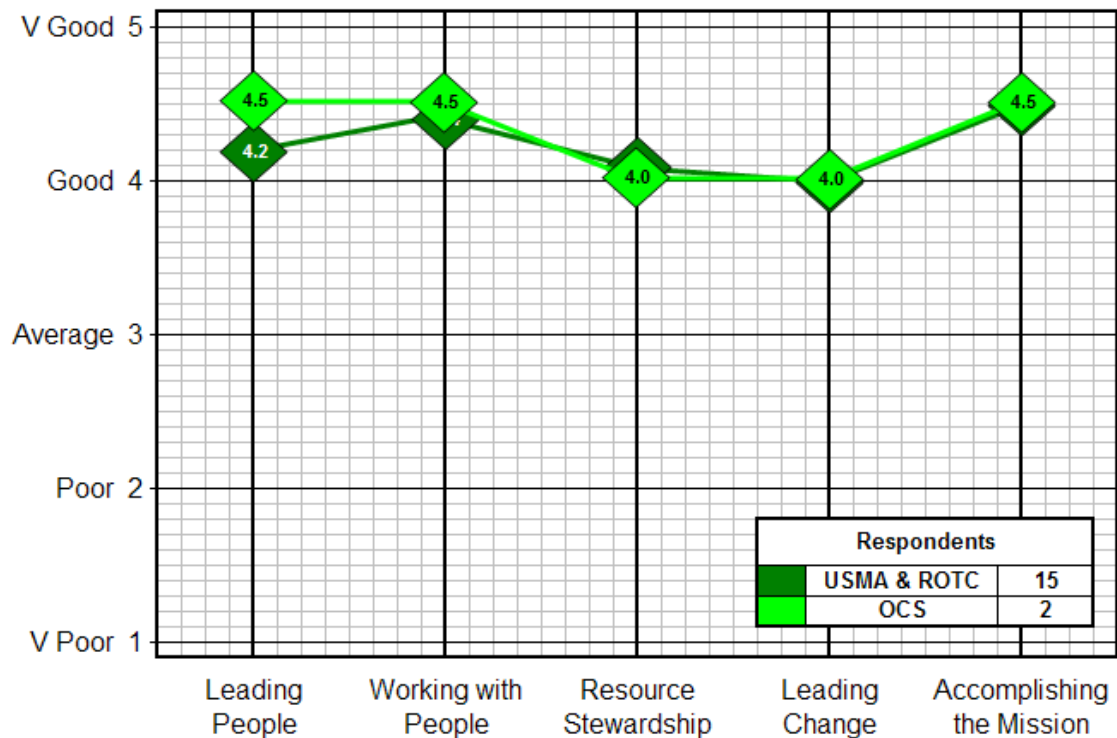 V Good 5
4.5
4.5
4.5
4.2
Good 4
4.0
4.0
Average 3
Poor 2
Respondents
USMA & ROTC 15
OCS 2
V Poor 1
Leading People
Working with People
Resource Stewardship
Leading Change
Accomplishing the Mission